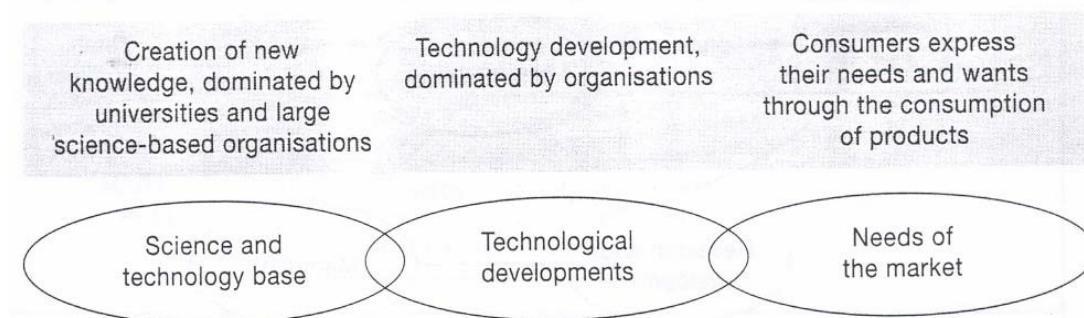 Creation of new
knowledge, dominated by
universities and large
science-based organisations
Technology development,
dominated by organisations
Consumers express
their needs and wants
through the consumption
of products
Science and
technology base
Technological
developments
Needs of
the market